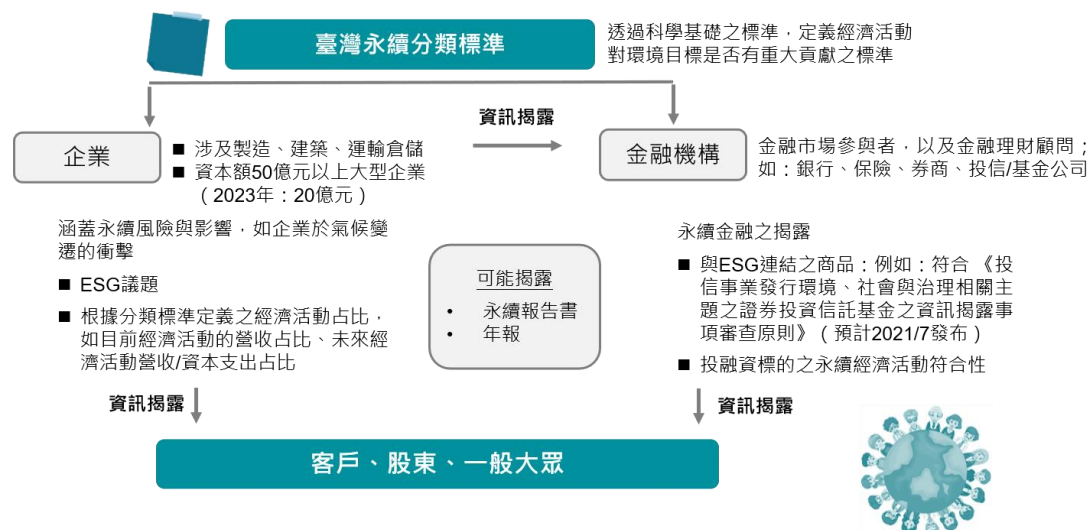 臺灣永續分類標準
透過科學基礎之標準，定義經濟活動
對環境目標是否有重大貢獻之標準
企業
■ 涉及製造、建築、運輸倉儲
■ 資本額50億元以上大型企業
（2023年：20億元）
資訊揭露
金融機構
金融市場參與者，以及金融理財顧問；
如：銀行、保險、券商、投信/基金公司
涵蓋永續風險與影響，如企業於氣候變
遷的衝擊
■ ESG議題
■ 根據分類標準定義之經濟活動占比，
如目前經濟活動的營收占比、未來經
濟活動營收/資本支出占比
可能揭露
• 永續報告書
• 年報
永續金融之揭露
■ 與ESG連結之商品：例如：符合 《投
信事業發行環境、社會與治理相關主
題之證券投資信託基金之資訊揭露事
項審查原則》（預計2021/7發布）
■ 投融資標的之永續經濟活動符合性
資訊揭露
資訊揭露
客戶、股東、一般大眾